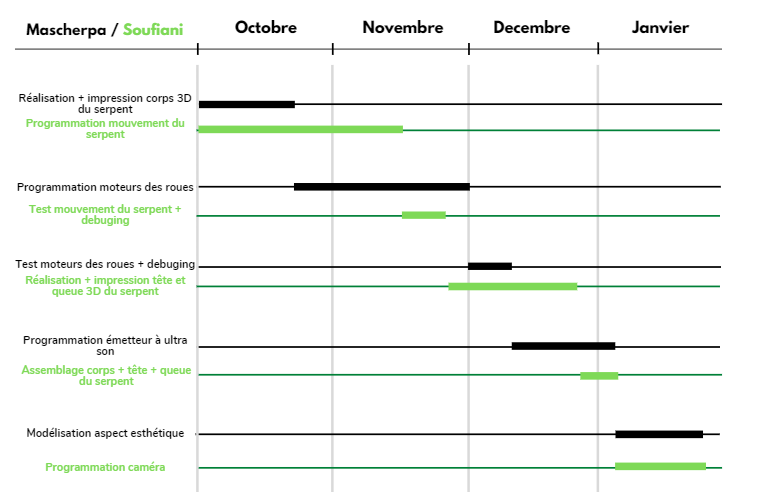 Mascherpa / Soufiani
Octobre
Novembre
Decembre
Janvier
Réalisation + impression corps 3D
du serpent
Programmation mouvement du
serpent
Programmation moteurs des roues
Test mouvement du serpent +
debuging
Test moteurs des roues + debuging
Réalisation + impression tête et
queue 3D du serpent
Programmation émetteur à ultra
son
Assemblage corps + tête + queue
du serpent
Modélisation aspect esthétique
Programmation caméra